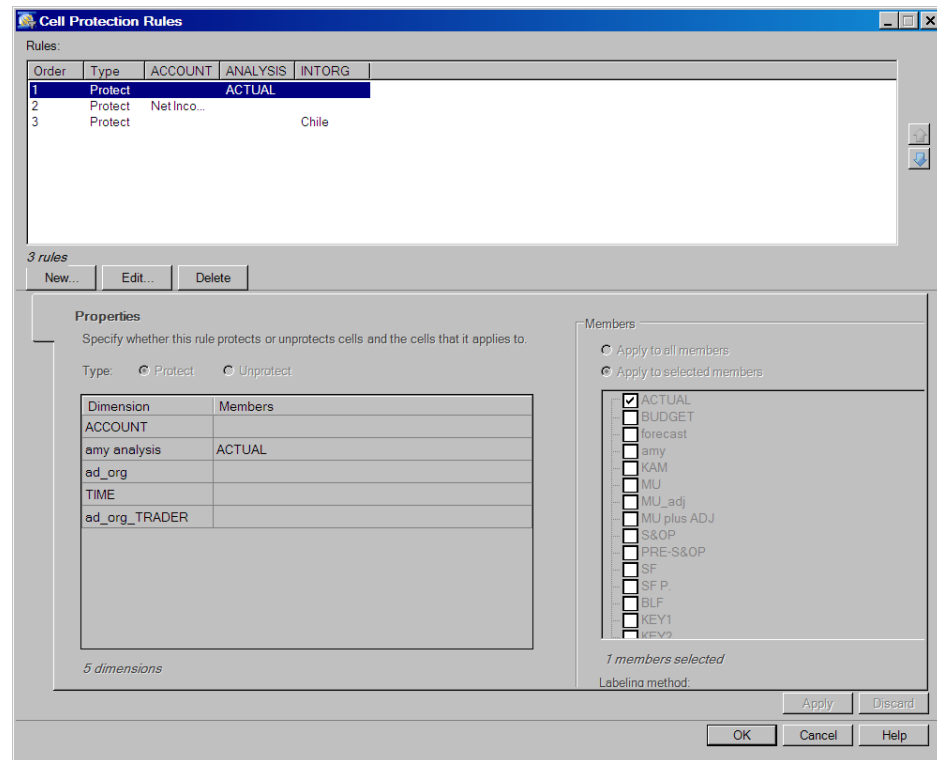 Cell Protection Rules
Rules:
Order Type ACCOUNT ANALYSIS INTORG
1 Protect ACTUAL
2 Protect Net Inco...
3 Protect Chile
3 rules
New... Edit... Delete
Properties
Specify whether this rule protects or unprotects cells and the cells that it applies to.
Type: Protect Unprotect
Dimension Members
ACCOUNT
amy analysis ACTUAL
ad_org
TIME
ad_org_TRADER
5 dimensions
Members
Apply to all members
Apply to selected members
ACTUAL
BUDGET
forecast
amy
KAM
MU
MU_adj
MU plus ADJ
S&OP
PRE-S&OP
SF
SF P.
BLF
KEY1
KEY2
1 members selected
Labeling method:
Apply Discard
OK Cancel Help